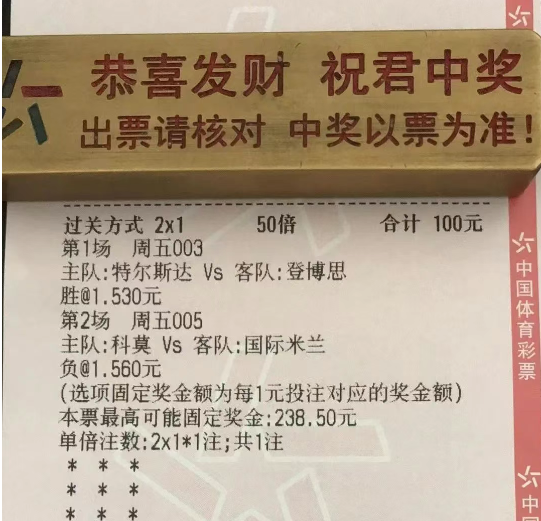 恭喜发财 祝君中奖
出票请核对 中奖以票为准!
过关方式 2x1 50倍 合计 100元
第1场 周五003
主队:特尔斯达 Vs 客队:登博思
胜@1.530元
第2场 周五005
主队:科莫 Vs 客队:国际米兰
负@1.560元
(选项固定奖金额为每1元投注对应的奖金额)
本票最高可能固定奖金:238.50元
单倍注数:2x1*1注;共1注
* * *
* * *
* * *
中国体育彩票
中国